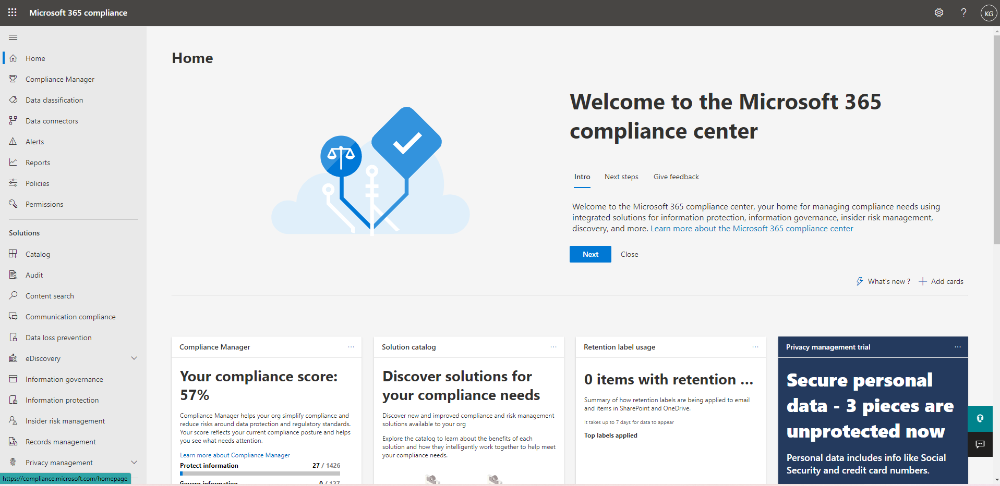 Microsoft 365 compliance
?
KG
Home
Compliance Manager
Data classification
Data connectors
Alerts
Reports
Policies
Permissions
Solutions
Catalog
Audit
Content search
Communication compliance
Data loss prevention
eDiscovery
Information governance
Information protection
Insider risk management
Records management
Privacy management
https://compliance.microsoft.com/homepage
Home
Welcome to the Microsoft 365
compliance center
Intro Next steps Give feedback
Welcome to the Microsoft 365 compliance center, your home for managing compliance needs using
integrated solutions for information protection, information governance, insider risk management,
discovery, and more. Learn more about the Microsoft 365 compliance center
Next Close
What's new ? Add cards
Compliance Manager ...
Your compliance score:
57%
Compliance Manager helps your org simplify compliance and
reduce risks around data protection and regulatory standards.
Your score reflects your current compliance posture and helps
you see what needs attention.
Learn more about Compliance Manager
Protect information 27 / 1426
Govern information 0 / 127
Solution catalog ...
Discover solutions for
your compliance needs
Discover new and improved compliance and risk management
solutions available to your org
Explore the catalog to learn about the benefits of each
solution and how they intelligently work together to help meet
your compliance needs.
Retention label usage ...
0 items with retention ...
Summary of how retention labels are being applied to email
and items in SharePoint and OneDrive.
It takes up to 7 days for data to appear
Top labels applied
Privacy management trial ...
Secure personal
data - 3 pieces are
unprotected now
Personal data includes info like Social
Security and credit card numbers.